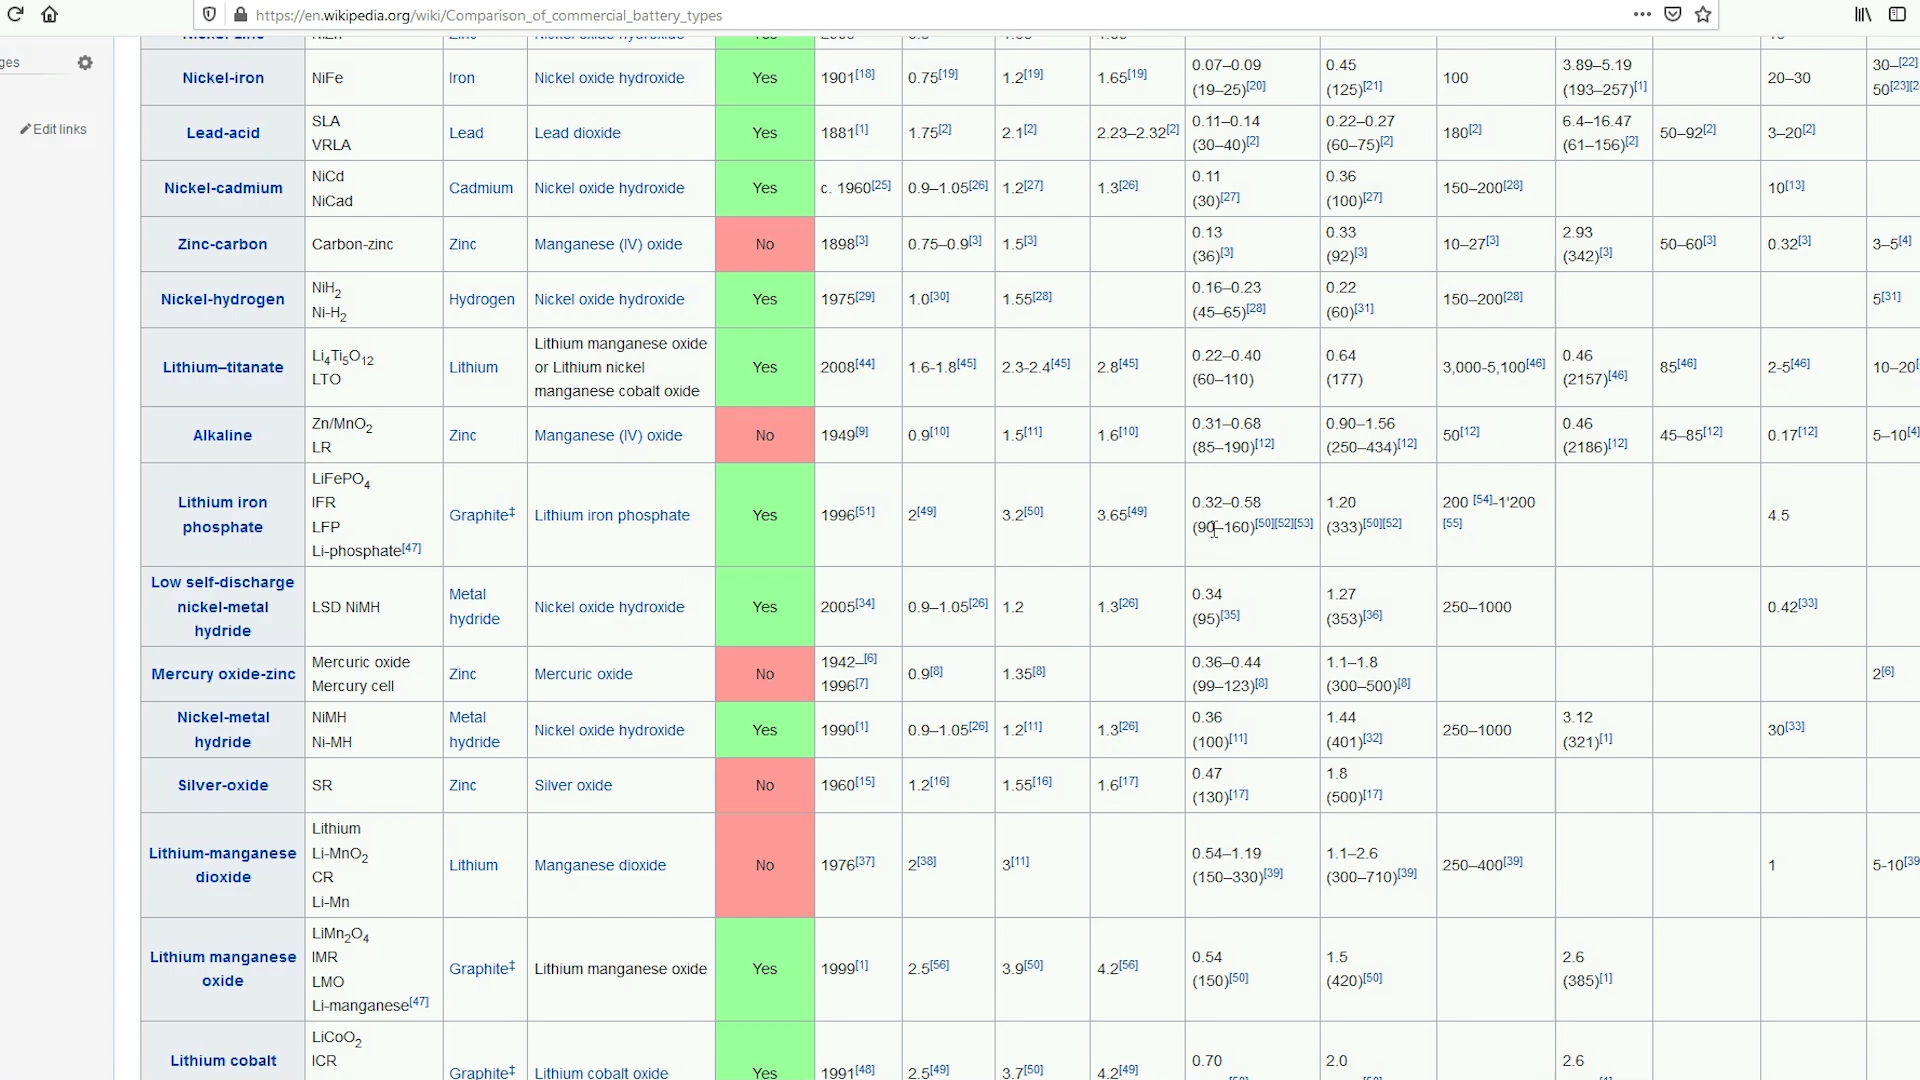 https://en.wikipedia.org/wiki/Comparison_of_commercial_battery_types
ges
Edit links
Nickel-iron NiFe Iron Nickel oxide hydroxide Yes 1901[18] 0.75[19] 1.2[19] 1.65[19] 0.07–0.09 (19–25)[20] 0.45 (125)[21] 100 3.89–5.19 (193–257)[1] 20–30 30–[22] 50[23]
Lead-acid SLA VRLA Lead Lead dioxide Yes 1881[1] 1.75[2] 2.1[2] 2.23–2.32[2] 0.11–0.14 (30–40)[2] 0.22–0.27 (60–75)[2] 180[2] 6.4–16.47 (61–156)[2] 50–92[2] 3–20[2]
Nickel-cadmium NiCd NiCad Cadmium Nickel oxide hydroxide Yes c. 1960[25] 0.9–1.05[26] 1.2[27] 1.3[26] 0.11 (30)[27] 0.36 (100)[27] 150–200[28] 10[13]
Zinc-carbon Carbon-zinc Zinc Manganese (IV) oxide No 1898[3] 0.75–0.9[3] 1.5[3] 0.13 (36)[3] 0.33 (92)[3] 10–27[3] 2.93 (342)[3] 50–60[3] 0.32[3] 3–5[4]
Nickel-hydrogen NiH2 Ni-H2 Hydrogen Nickel oxide hydroxide Yes 1975[29] 1.0[30] 1.55[28] 0.16–0.23 (45–65)[28] 0.22 (60)[31] 150–200[28] 5[31]
Lithium–titanate Li4Ti5O12 LTO Lithium Lithium manganese oxide or Lithium nickel manganese cobalt oxide Yes 2008[44] 1.6-1.8[45] 2.3-2.4[45] 2.8[45] 0.22–0.40 (60–110) 0.64 (177) 3,000-5,100[46] 0.46 (2157)[46] 85[46] 2-5[46] 10–20
Alkaline Zn/MnO2 LR Zinc Manganese (IV) oxide No 1949[9] 0.9[10] 1.5[11] 1.6[10] 0.31–0.68 (85–190)[12] 0.90–1.56 (250–434)[12] 50[12] 0.46 (2186)[12] 45–85[12] 0.17[12] 5–10[4]
Lithium iron phosphate LiFePO4 IFR LFP Li-phosphate[47] Graphite‡ Lithium iron phosphate Yes 1996[51] 2[49] 3.2[50] 3.65[49] 0.32–0.58 (90–160)[50][52][53] 1.20 (333)[50][52] 200 [54]-1'200 [55] 4.5
Low self-discharge nickel-metal hydride LSD NiMH Metal hydride Nickel oxide hydroxide Yes 2005[34] 0.9–1.05[26] 1.2 1.3[26] 0.34 (95)[35] 1.27 (353)[36] 250–1000 0.42[33]
Mercury oxide-zinc Mercuric oxide Mercury cell Zinc Mercuric oxide No 1942–[6] 1996[7] 0.9[8] 1.35[8] 0.36–0.44 (99–123)[8] 1.1–1.8 (300–500)[8] 2[6]
Nickel-metal hydride NiMH Ni-MH Metal hydride Nickel oxide hydroxide Yes 1990[1] 0.9–1.05[26] 1.2[11] 1.3[26] 0.36 (100)[11] 1.44 (401)[32] 250–1000 3.12 (321)[1] 30[33]
Silver-oxide SR Zinc Silver oxide No 1960[15] 1.2[16] 1.55[16] 1.6[17] 0.47 (130)[17] 1.8 (500)[17]
Lithium-manganese dioxide Lithium Li-MnO2 CR Li-Mn Lithium Manganese dioxide No 1976[37] 2[38] 3[11] 0.54–1.19 (150–330)[39] 1.1–2.6 (300–710)[39] 250–400[39] 1 5-10[39
Lithium manganese oxide LiMn2O4 IMR LMO Li-manganese[47] Graphite‡ Lithium manganese oxide Yes 1999[1] 2.5[56] 3.9[50] 4.2[56] 0.54 (150)[50] 1.5 (420)[50] 2.6 (385)[1]
Lithium cobalt LiCoO2 ICR Graphite‡ Lithium cobalt oxide Yes 1991[48] 2.5[49] 3.7[50] 4.2[49] 0.70 2.0 2.6